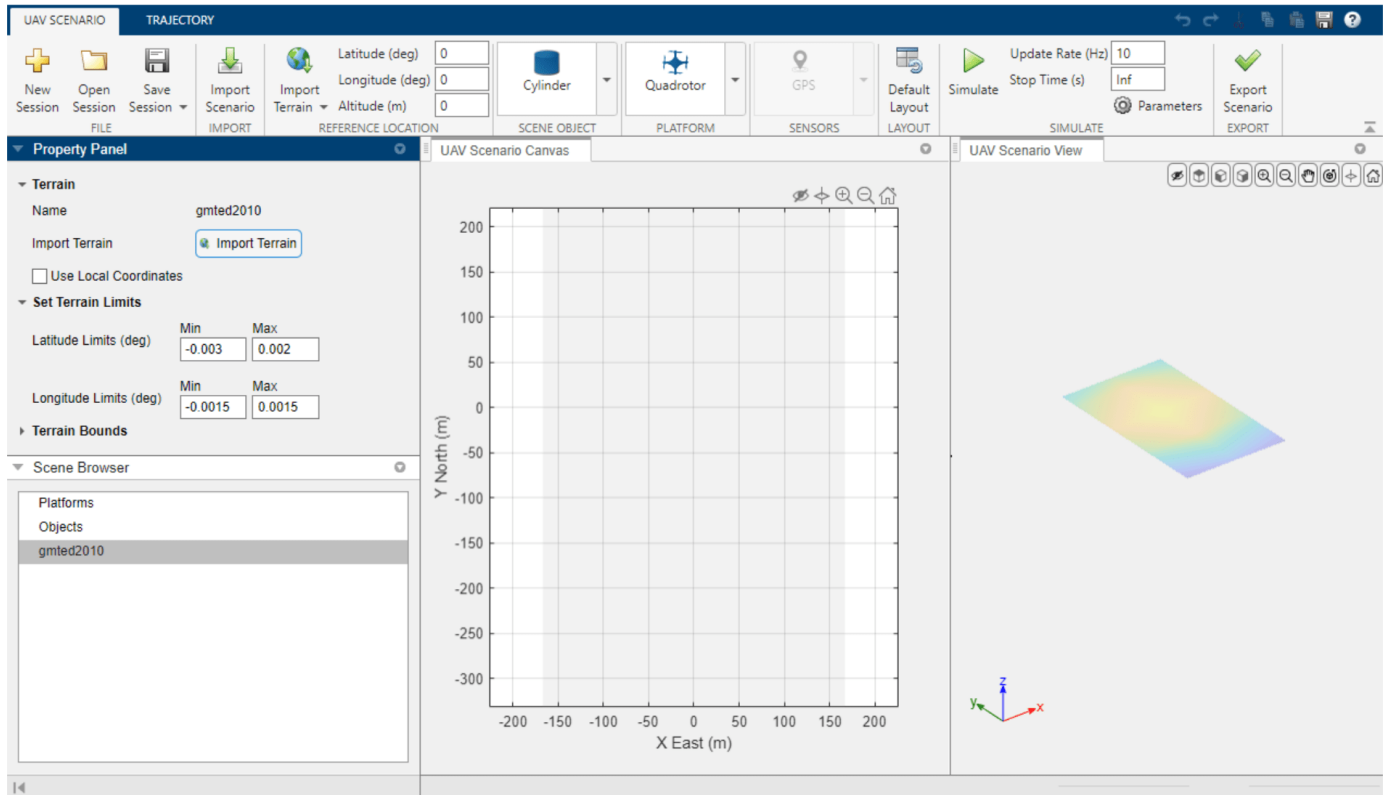 UAV SCENARIO TRAJECTORY
New Session
Open Session
Save Session
FILE
Import Scenario
IMPORT
Import Terrain
Latitude (deg) 0
Longitude (deg) 0
Altitude (m) 0
REFERENCE LOCATION
Cylinder
SCENE OBJECT
Quadrotor
PLATFORM
GPS
SENSORS
Default Layout
LAYOUT
Simulate
Update Rate (Hz) 10
Stop Time (s) Inf
Parameters
SIMULATE
Export Scenario
EXPORT
Property Panel
Terrain
Name gmted2010
Import Terrain Import Terrain
Use Local Coordinates
Set Terrain Limits
Min Max
Latitude Limits (deg) -0.003 0.002
Min Max
Longitude Limits (deg) -0.0015 0.0015
Terrain Bounds
Scene Browser
Platforms
Objects
gmted2010
UAV Scenario Canvas
200
150
100
50
0
-50
-100
-150
-200
-250
-300
Y North (m)
-200 -150 -100 -50 0 50 100 150 200
X East (m)
UAV Scenario View
z
y
x